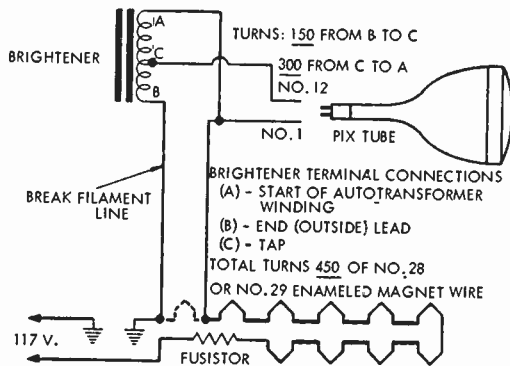 A
C
B
BRIGHTENER
TURNS: 150 FROM B TO C
300 FROM C TO A
NO. 12
NO. 1
PIX TUBE
BREAK FILAMENT
LINE
BRIGHTENER TERMINAL CONNECTIONS
(A) - START OF AUTOTRANSFORMER
WINDING
(B) - END (OUTSIDE) LEAD
(C) - TAP
TOTAL TURNS 450 OF NO. 28
OR NO. 29 ENAMELED MAGNET WIRE
117 V.
FUSISTOR